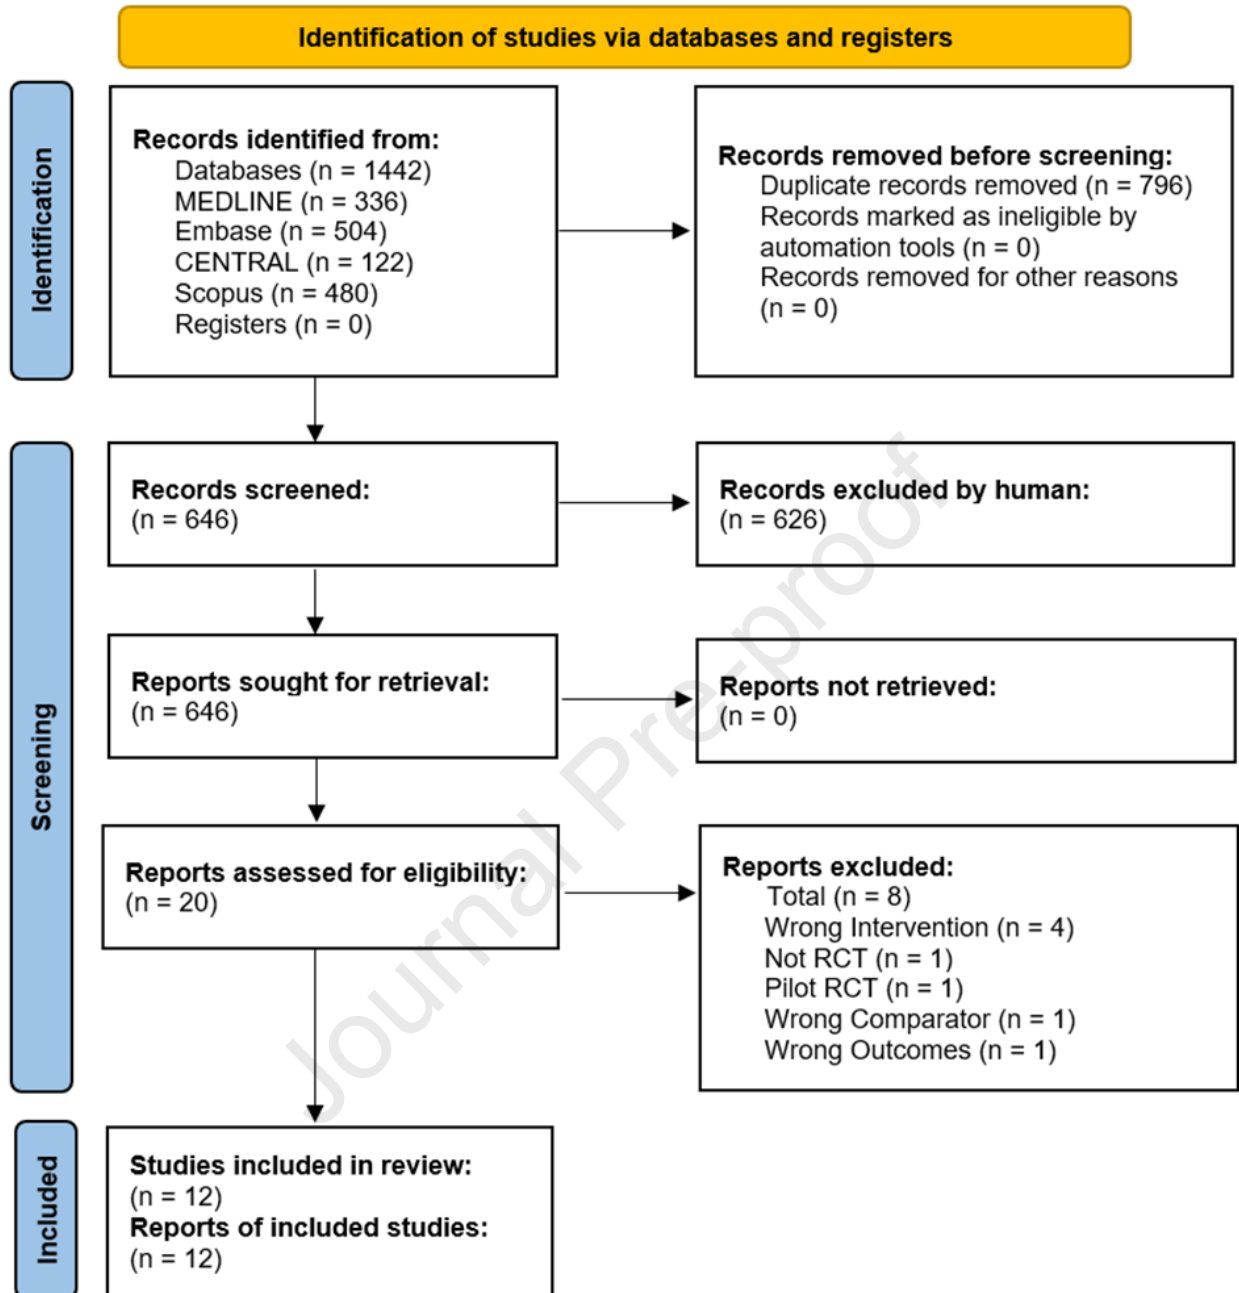 Identification of studies via databases and registers
Identification
Records identified from:
Databases (n = 1442)
MEDLINE (n = 336)
Embase (n = 504)
CENTRAL (n = 122)
Scopus (n = 480)
Registers (n = 0)
Records removed before screening:
Duplicate records removed (n = 796)
Records marked as ineligible by
automation tools (n = 0)
Records removed for other reasons
(n = 0)
Screening
Records screened:
(n = 646)
Records excluded by human:
(n = 626)
Reports sought for retrieval:
(n = 646)
Reports not retrieved:
(n = 0)
Reports assessed for eligibility:
(n = 20)
Reports excluded:
Total (n = 8)
Wrong Intervention (n = 4)
Not RCT (n = 1)
Pilot RCT (n = 1)
Wrong Comparator (n = 1)
Wrong Outcomes (n = 1)
Included
Studies included in review:
(n = 12)
Reports of included studies:
(n = 12)
Journal Pre-proof